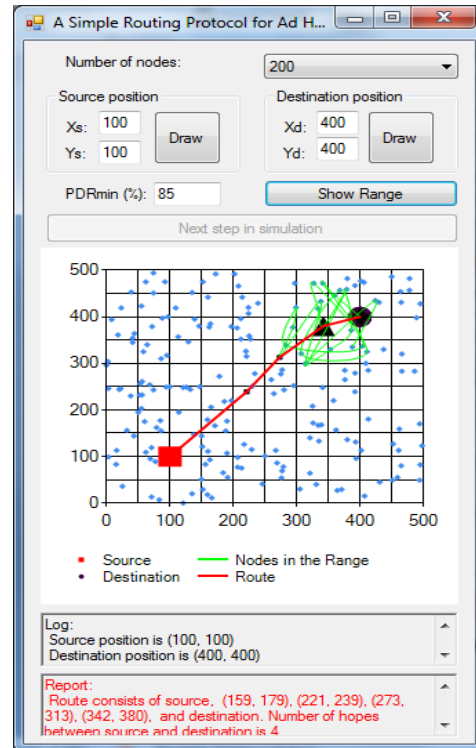 A Simple Routing Protocol for Ad H...
Number of nodes: 200
Source position Destination position
Xs: 100 Draw Xd: 400 Draw
Ys: 100 Yd: 400
PDRmin (%): 85 Show Range
Next step in simulation
500
400
300
200
100
0
0 100 200 300 400 500
Source Nodes in the Range
Destination Route
Log:
Source position is (100, 100)
Destination position is (400, 400)
Report:
Route consists of source, (159, 179), (221, 239), (273,
313), (342, 380), and destination. Number of hopes
between source and destination is 4